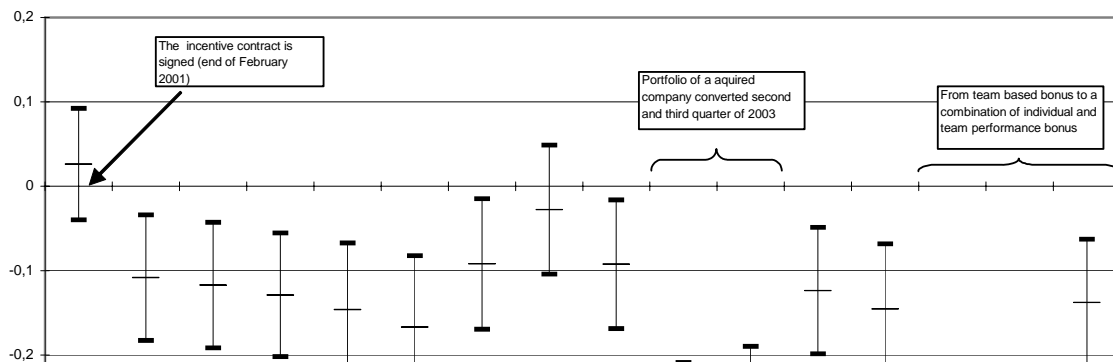 0,2
The incentive contract is
signed (end of February
2001)
Portfolio of a aquired
company converted second
and third quarter of 2003
From team based bonus to a
combination of individual and
team performance bonus
0,1
0
-0,1
-0,2